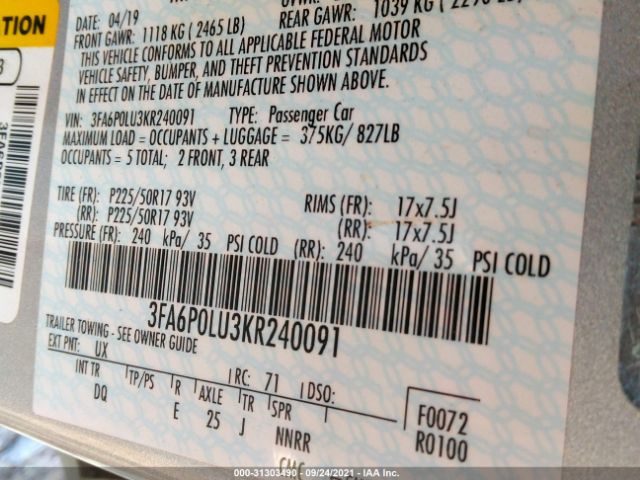 DATE: 04/19
FRONT GAWR: 1118 KG ( 2465 LB)
REAR GAWR: 1039 KG
THIS VEHICLE CONFORMS TO ALL APPLICABLE FEDERAL MOTOR
VEHICLE SAFETY, BUMPER, AND THEFT PREVENTION STANDARDS
IN EFFECT ON THE DATE OF MANUFACTURE SHOWN ABOVE.
VIN: 3FA6P0LU3KR240091 TYPE: Passenger Car
MAXIMUM LOAD = OCCUPANTS + LUGGAGE = 375KG/ 827LB
OCCUPANTS = 5 TOTAL; 2 FRONT, 3 REAR
TIRE (FR): P225/50R17 93V RIMS (FR): 17x7.5J
(RR): P225/50R17 93V (RR): 17x7.5J
PRESSURE (FR): 240 kPa/ 35 PSI COLD (RR): 240 kPa/ 35 PSI COLD
3FA6P0LU3KR240091
TRAILER TOWING - SEE OWNER GUIDE
EXT PNT: UX RC: 71 DSO:
INT TR TP/PS R AXLE TR SPR
DQ E 25 J NNRR
F0072
R0100
000-31303490 - 09/24/2021 - IAA Inc.